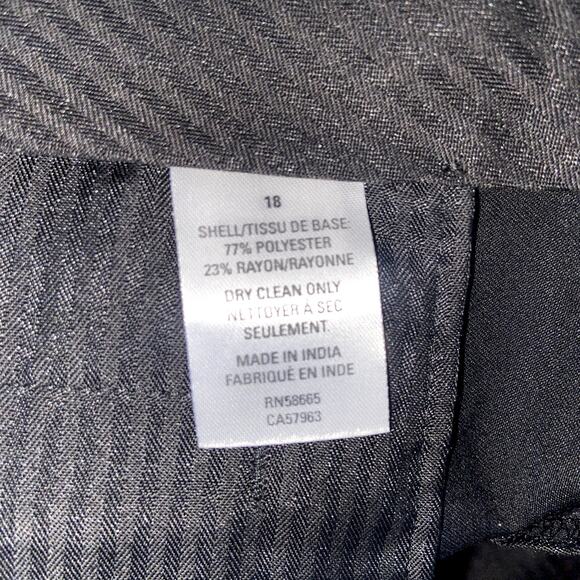 18
SHELL/TISSU DE BASE:
77% POLYESTER
23% RAYON/RAYONNE
DRY CLEAN ONLY
NETTOYER À SEC
SEULEMENT.
MADE IN INDIA
FABRIQUÉ EN INDE
RN58665
CA57963